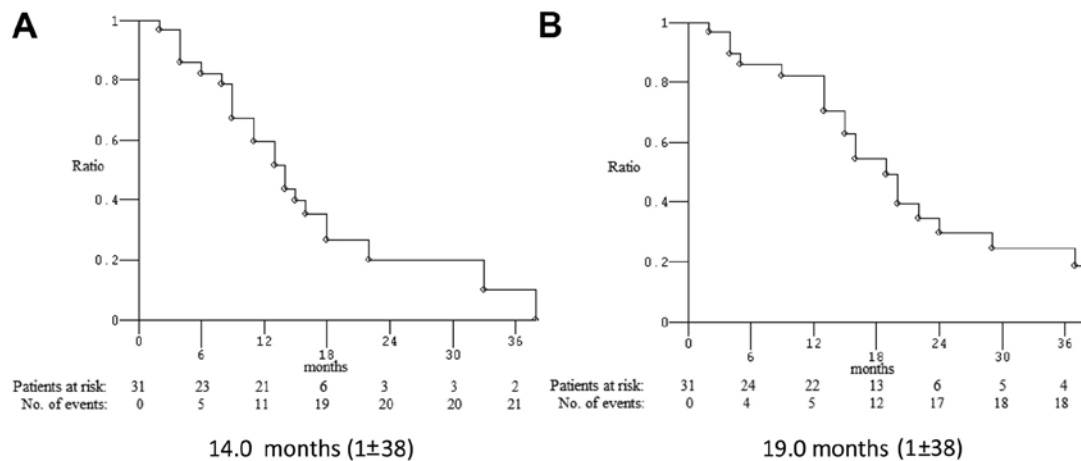 A
1
0.8
0.6
Ratio
0.4
0.2
0
0 6 12 18 24 30 36
months
Patients at risk: 31 23 21 6 3 3 2
No. of events: 0 5 11 19 20 20 21
14.0 months (1±38)
B
1
0.8
0.6
Ratio
0.4
0.2
0
0 6 12 18 24 30 36
months
Patients at risk: 31 24 22 13 6 5 4
No. of events: 0 4 5 12 17 18 18
19.0 months (1±38)